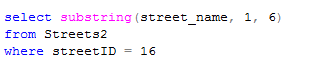 select substring(street_name, 1, 6)
from Streets2
where streetID = 16